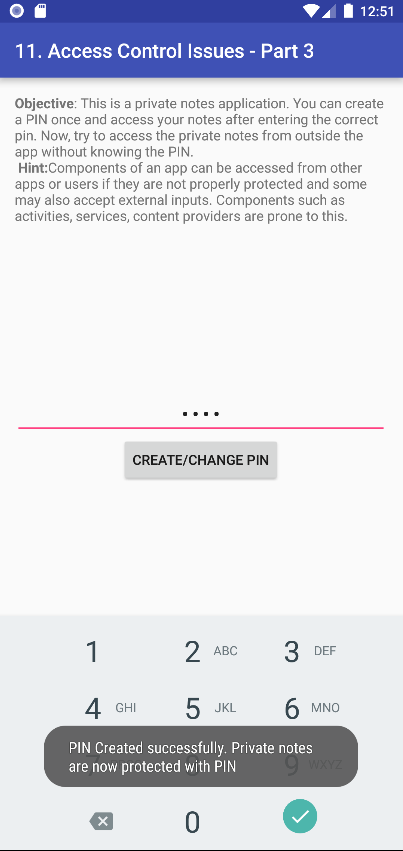 12:51
11. Access Control Issues - Part 3
Objective: This is a private notes application. You can create
a PIN once and access your notes after entering the correct
pin. Now, try to access the private notes from outside the
app without knowing the PIN.
Hint:Components of an app can be accessed from other
apps or users if they are not properly protected and some
may also accept external inputs. Components such as
activities, services, content providers are prone to this.
CREATE/CHANGE PIN
1 2 ABC 3 DEF
4 GHI 5 JKL 6 MNO
PIN Created successfully. Private notes
are now protected with PIN
7 8 9 WXYZ
0